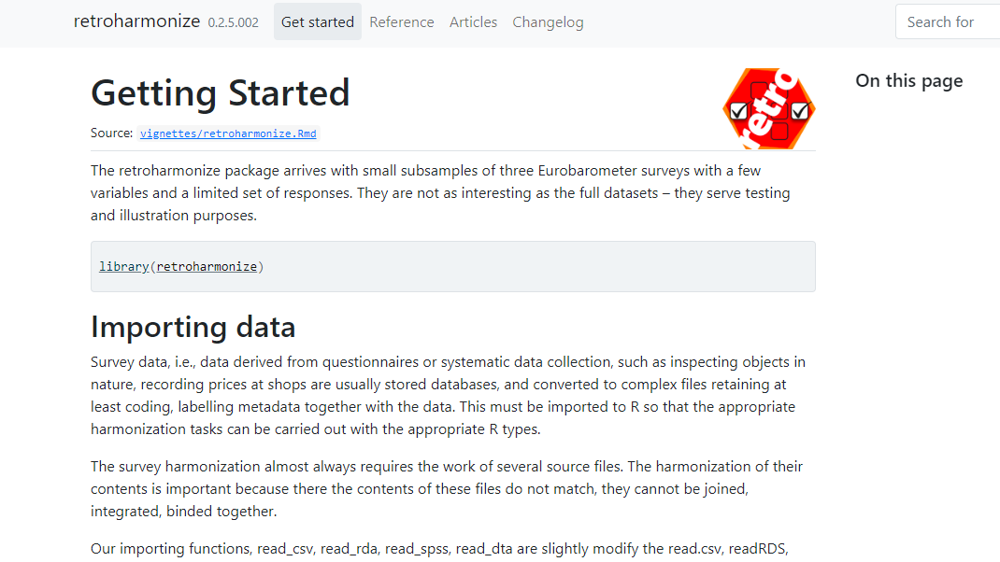 retroharmonize 0.2.5.002 Get started Reference Articles Changelog Search for
Getting Started
retro
On this page
Source: vignettes/retroharmonize.Rmd
The retroharmonize package arrives with small subsamples of three Eurobarometer surveys with a few
variables and a limited set of responses. They are not as interesting as the full datasets – they serve testing
and illustration purposes.
library(retroharmonize)
Importing data
Survey data, i.e., data derived from questionnaires or systematic data collection, such as inspecting objects in
nature, recording prices at shops are usually stored databases, and converted to complex files retaining at
least coding, labelling metadata together with the data. This must be imported to R so that the appropriate
harmonization tasks can be carried out with the appropriate R types.
The survey harmonization almost always requires the work of several source files. The harmonization of their
contents is important because there the contents of these files do not match, they cannot be joined,
integrated, binded together.
Our importing functions, read_csv, read_rda, read_spss, read_dta are slightly modify the read.csv, readRDS,